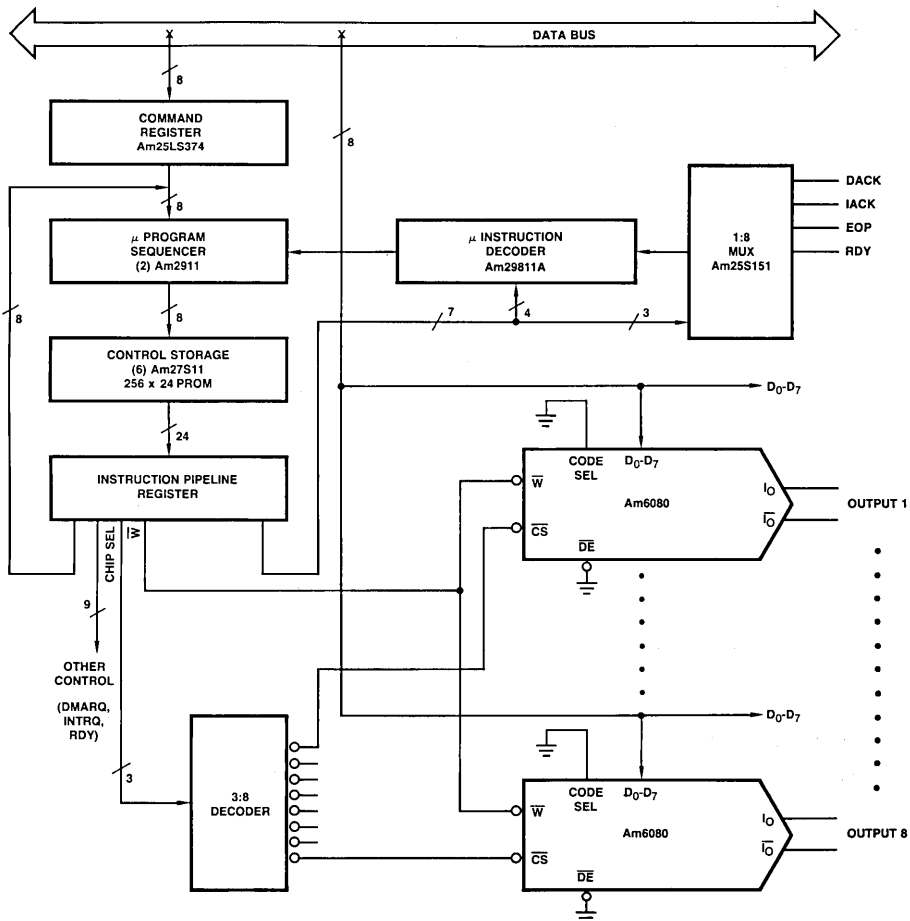 DATA BUS
8
COMMAND
REGISTER
Am25LS374
8
8
μ PROGRAM
SEQUENCER
(2) Am2911
μ INSTRUCTION
DECODER
Am29811A
1:8
MUX
Am25S151
DACK
IACK
EOP
RDY
8
8
7
4
3
CONTROL STORAGE
(6) Am27S11
256 x 24 PROM
24
INSTRUCTION PIPELINE
REGISTER
CHIP SEL
W
9
OTHER
CONTROL
(DMARQ,
INTRQ,
RDY)
3
3:8
DECODER
D0-D7
CODE
SEL
D0-D7
W
CS
Am6080
DE
IO
IO
OUTPUT 1
D0-D7
CODE
SEL
D0-D7
W
CS
Am6080
DE
IO
IO
OUTPUT 8